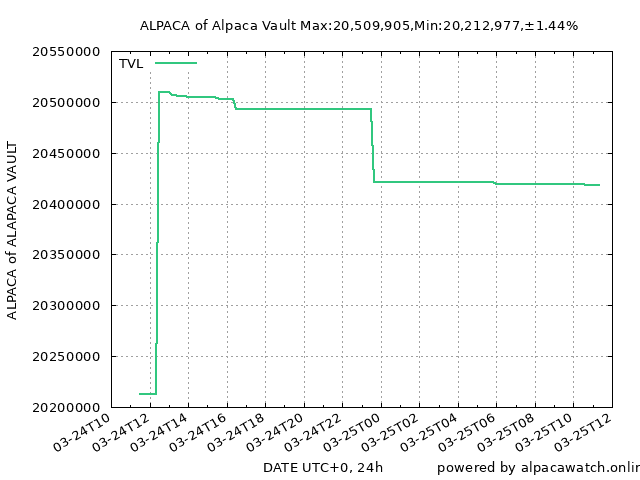 ALPACA of Alpaca Vault Max:20,509,905,Min:20,212,977,±1.44%
TVL
ALPACA of ALAPACA VAULT
20550000
20500000
20450000
20400000
20350000
20300000
20250000
20200000
03-24T10
03-24T12
03-24T14
03-24T16
03-24T18
03-24T20
03-24T22
03-25T00
03-25T02
03-25T04
03-25T06
03-25T08
03-25T10
03-25T12
DATE UTC+0, 24h
powered by alpacawatch.onlin